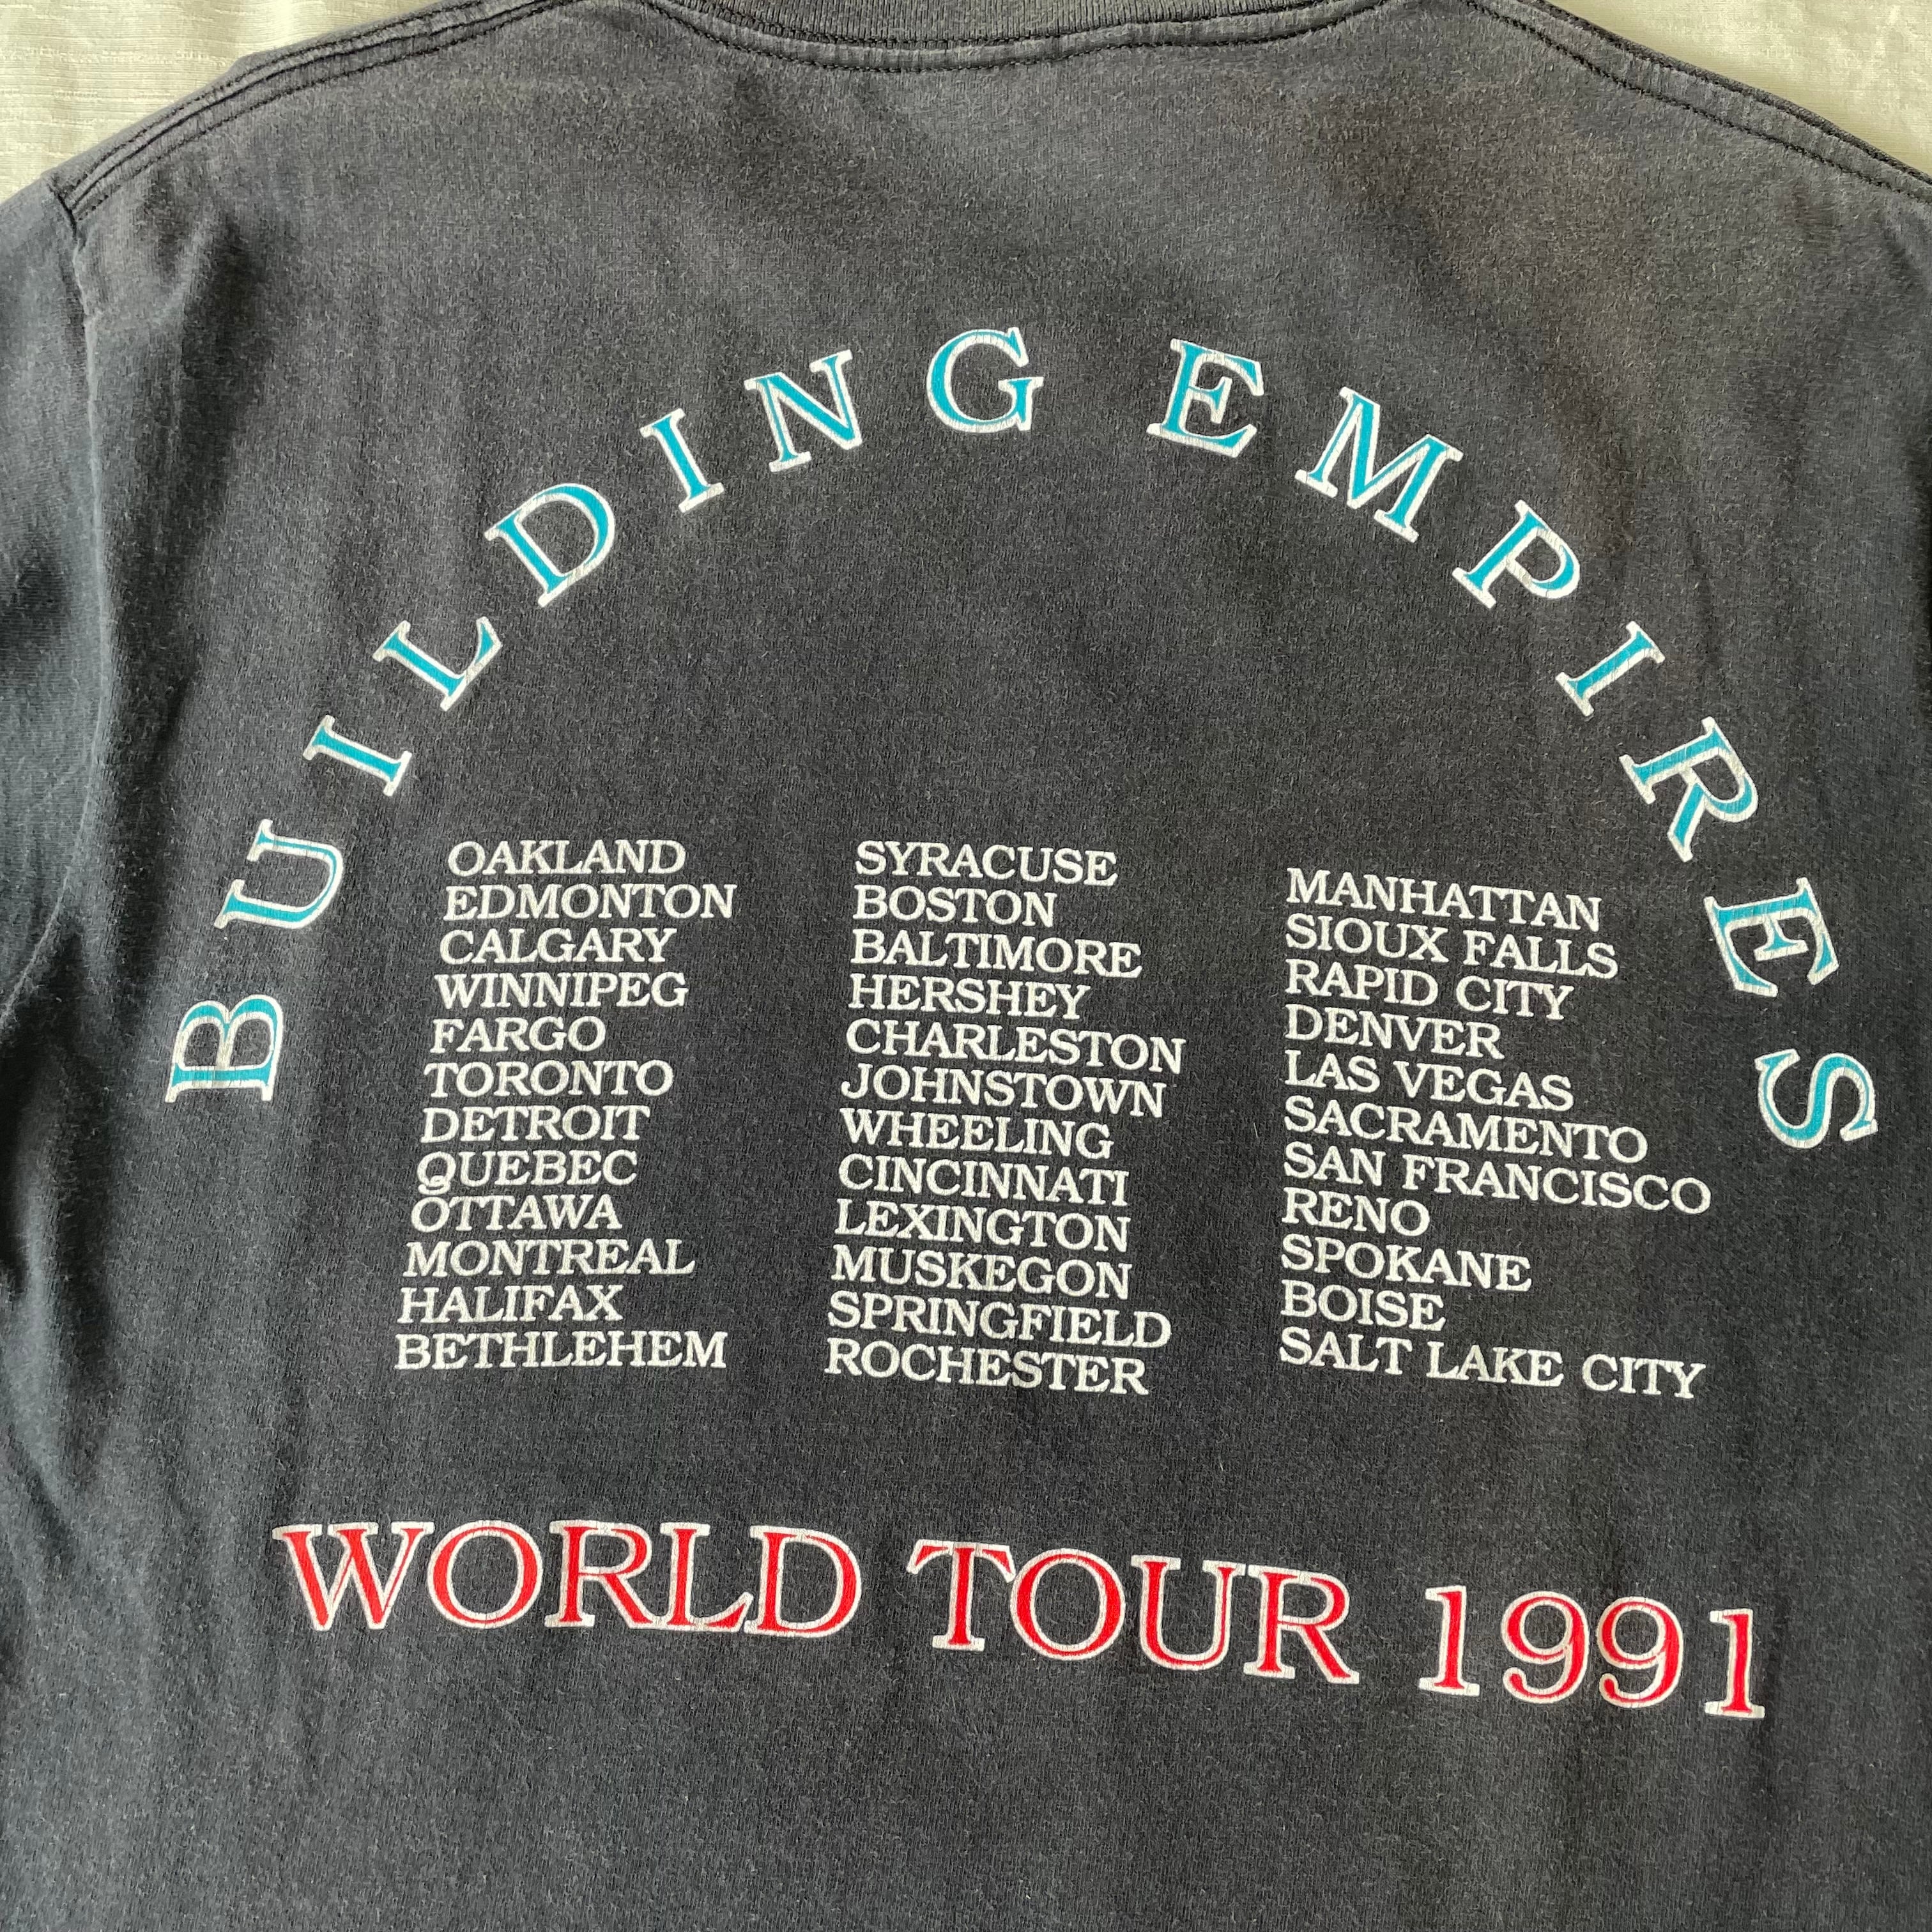 BUILDING EMPIRES
OAKLAND
EDMONTON
CALGARY
WINNIPEG
FARGO
TORONTO
DETROIT
QUEBEC
OTTAWA
MONTREAL
HALIFAX
BETHLEHEM
SYRACUSE
BOSTON
BALTIMORE
HERSHEY
CHARLESTON
JOHNSTOWN
WHEELING
CINCINNATI
LEXINGTON
MUSKEGON
SPRINGFIELD
ROCHESTER
MANHATTAN
SIOUX FALLS
RAPID CITY
DENVER
LAS VEGAS
SACRAMENTO
SAN FRANCISCO
RENO
SPOKANE
BOISE
SALT LAKE CITY
WORLD TOUR 1991